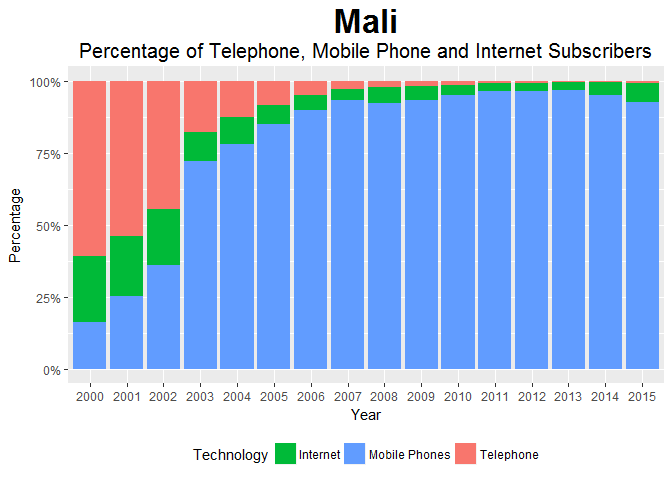 Mali
Percentage of Telephone, Mobile Phone and Internet Subscribers
100%
75%
50%
25%
0%
Percentage
2000 2001 2002 2003 2004 2005 2006 2007 2008 2009 2010 2011 2012 2013 2014 2015
Year
Technology Internet Mobile Phones Telephone